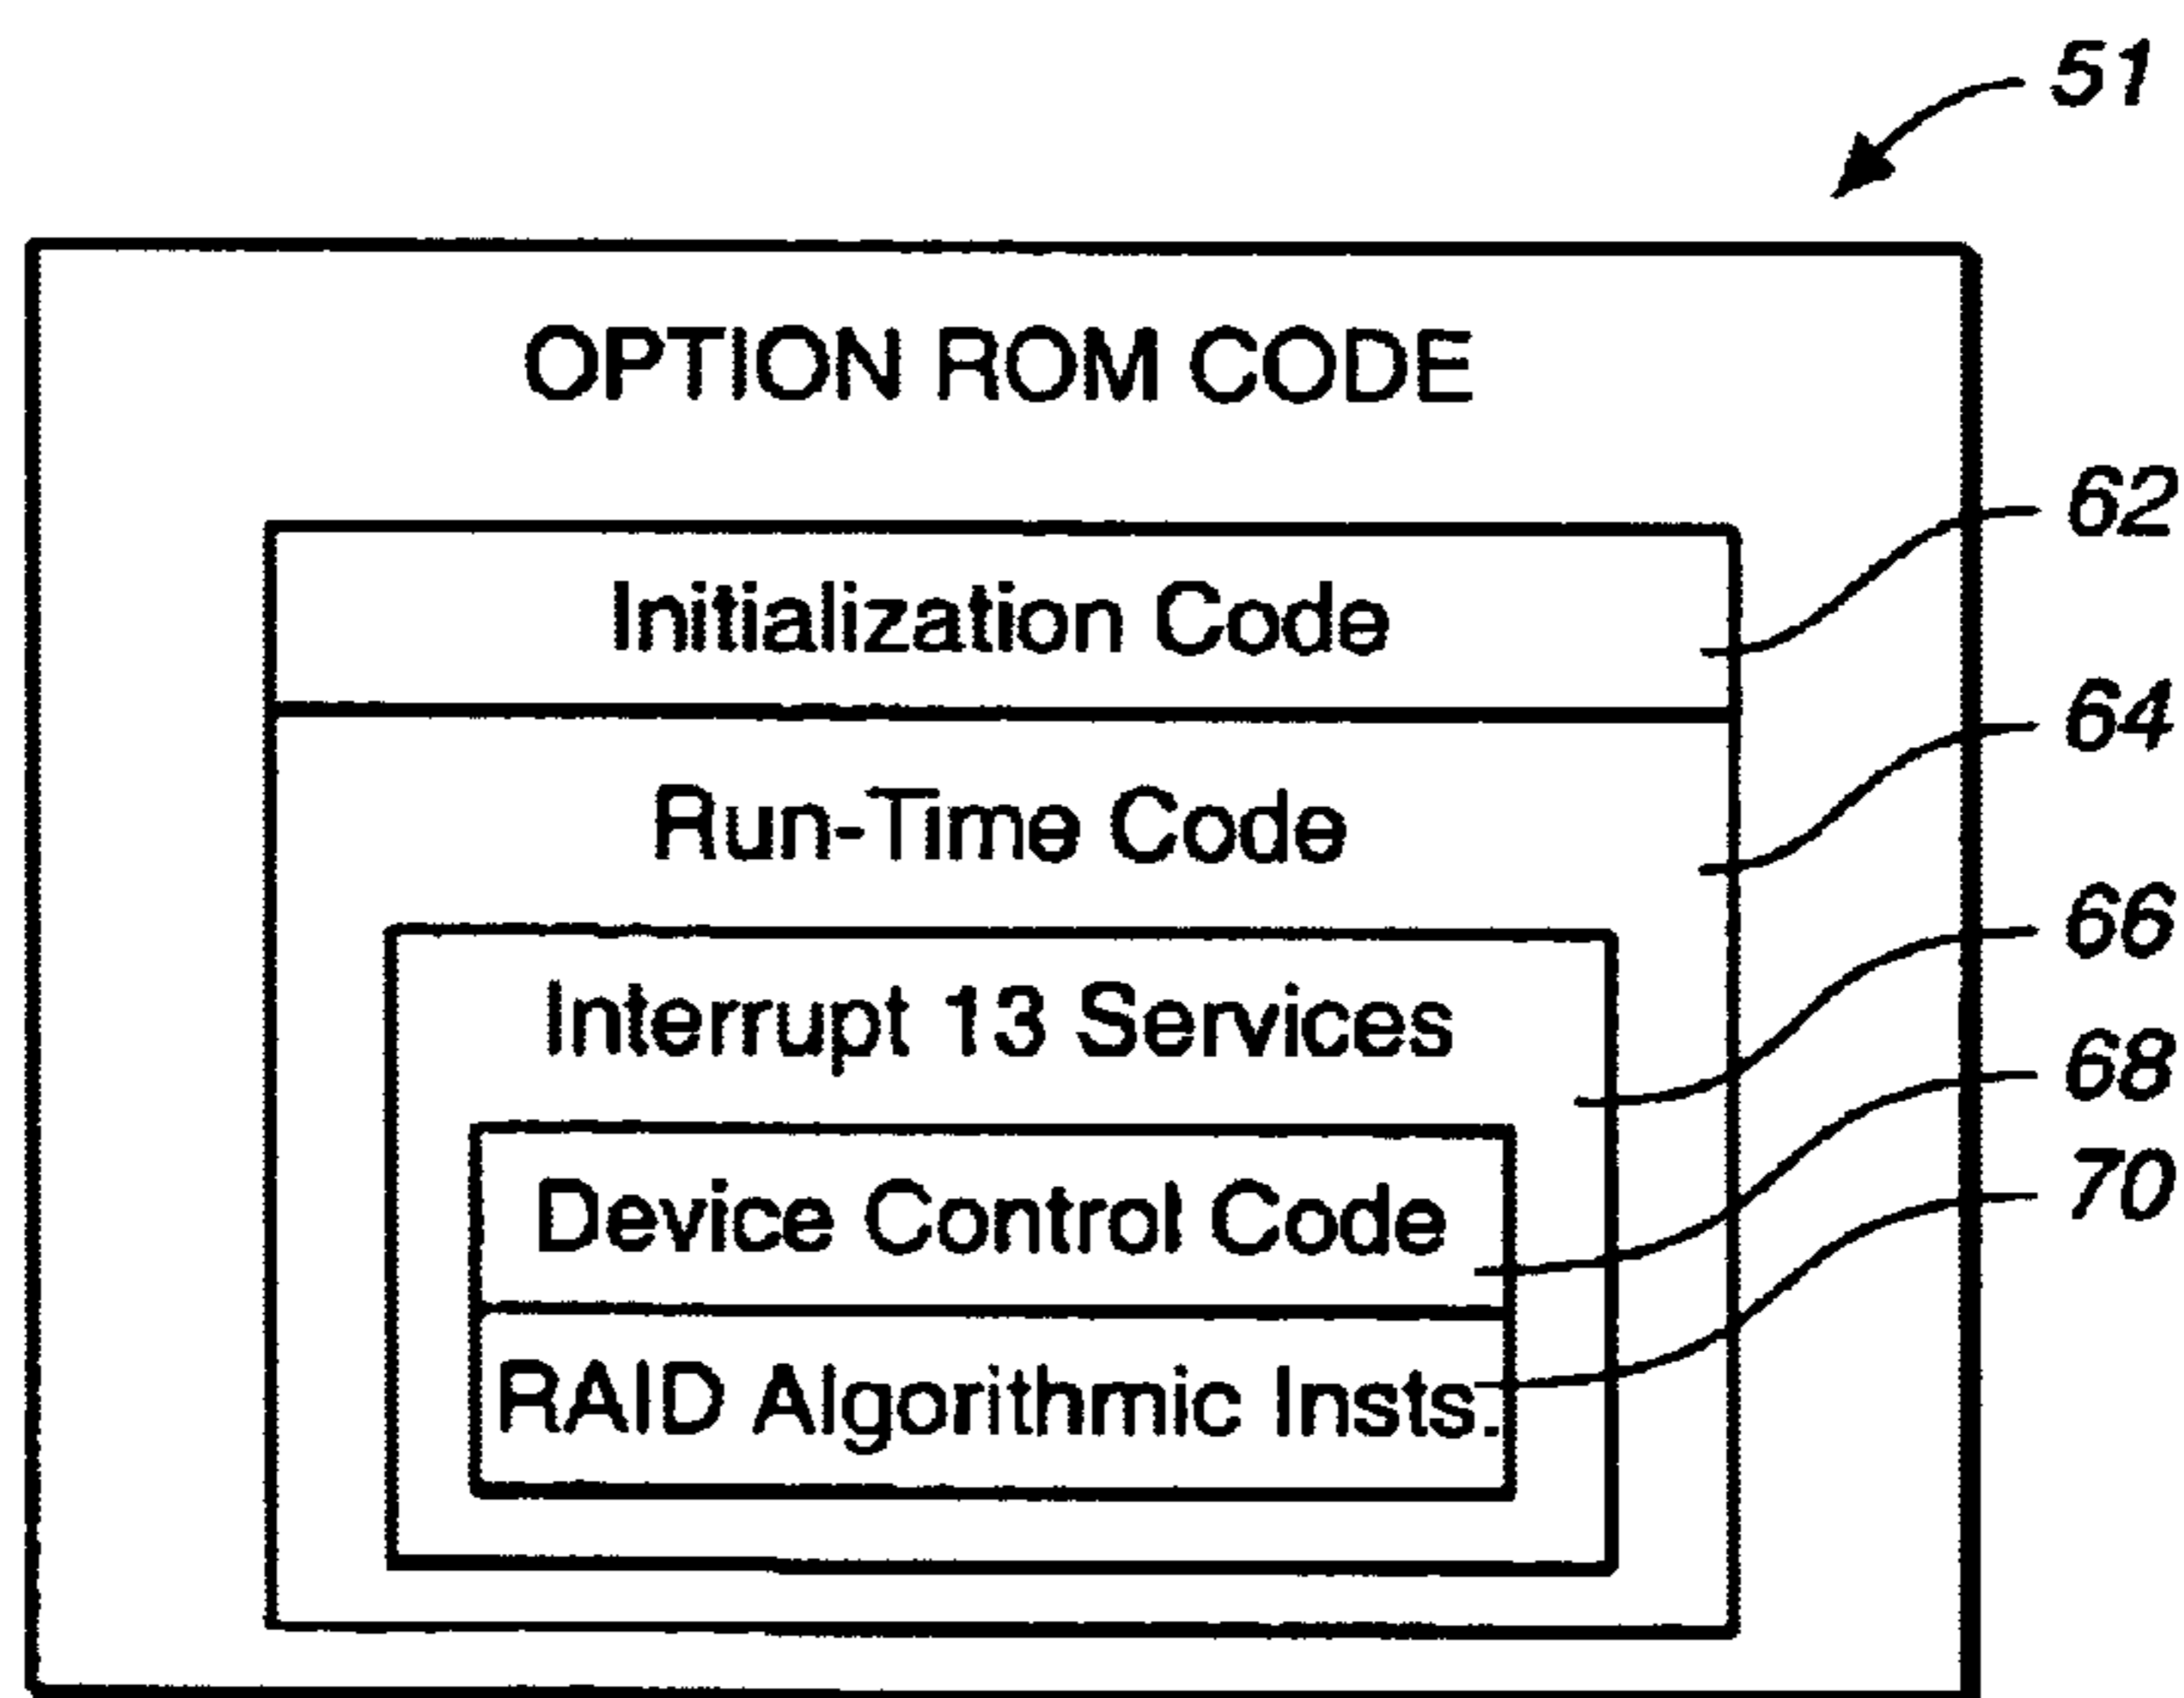 51
OPTION ROM CODE
62
Initialization Code
64
Run-Time Code
66
Interrupt 13 Services
68
Device Control Code
70
RAID Algorithmic Insts.